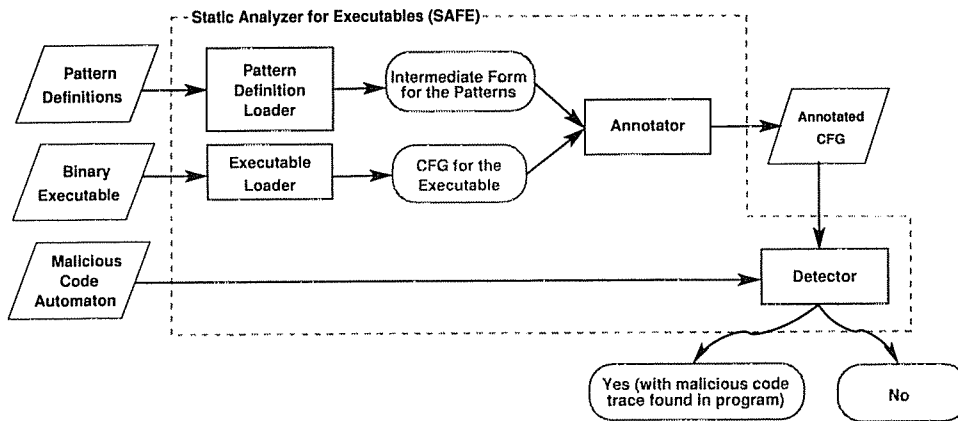 Static Analyzer for Executables (SAFE)
Pattern
Definitions
Pattern
Definition
Loader
Intermediate Form
for the Patterns
Annotator
Annotated
CFG
Binary
Executable
Executable
Loader
CFG for the
Executable
Malicious
Code
Automaton
Detector
Yes (with malicious code
trace found in program)
No